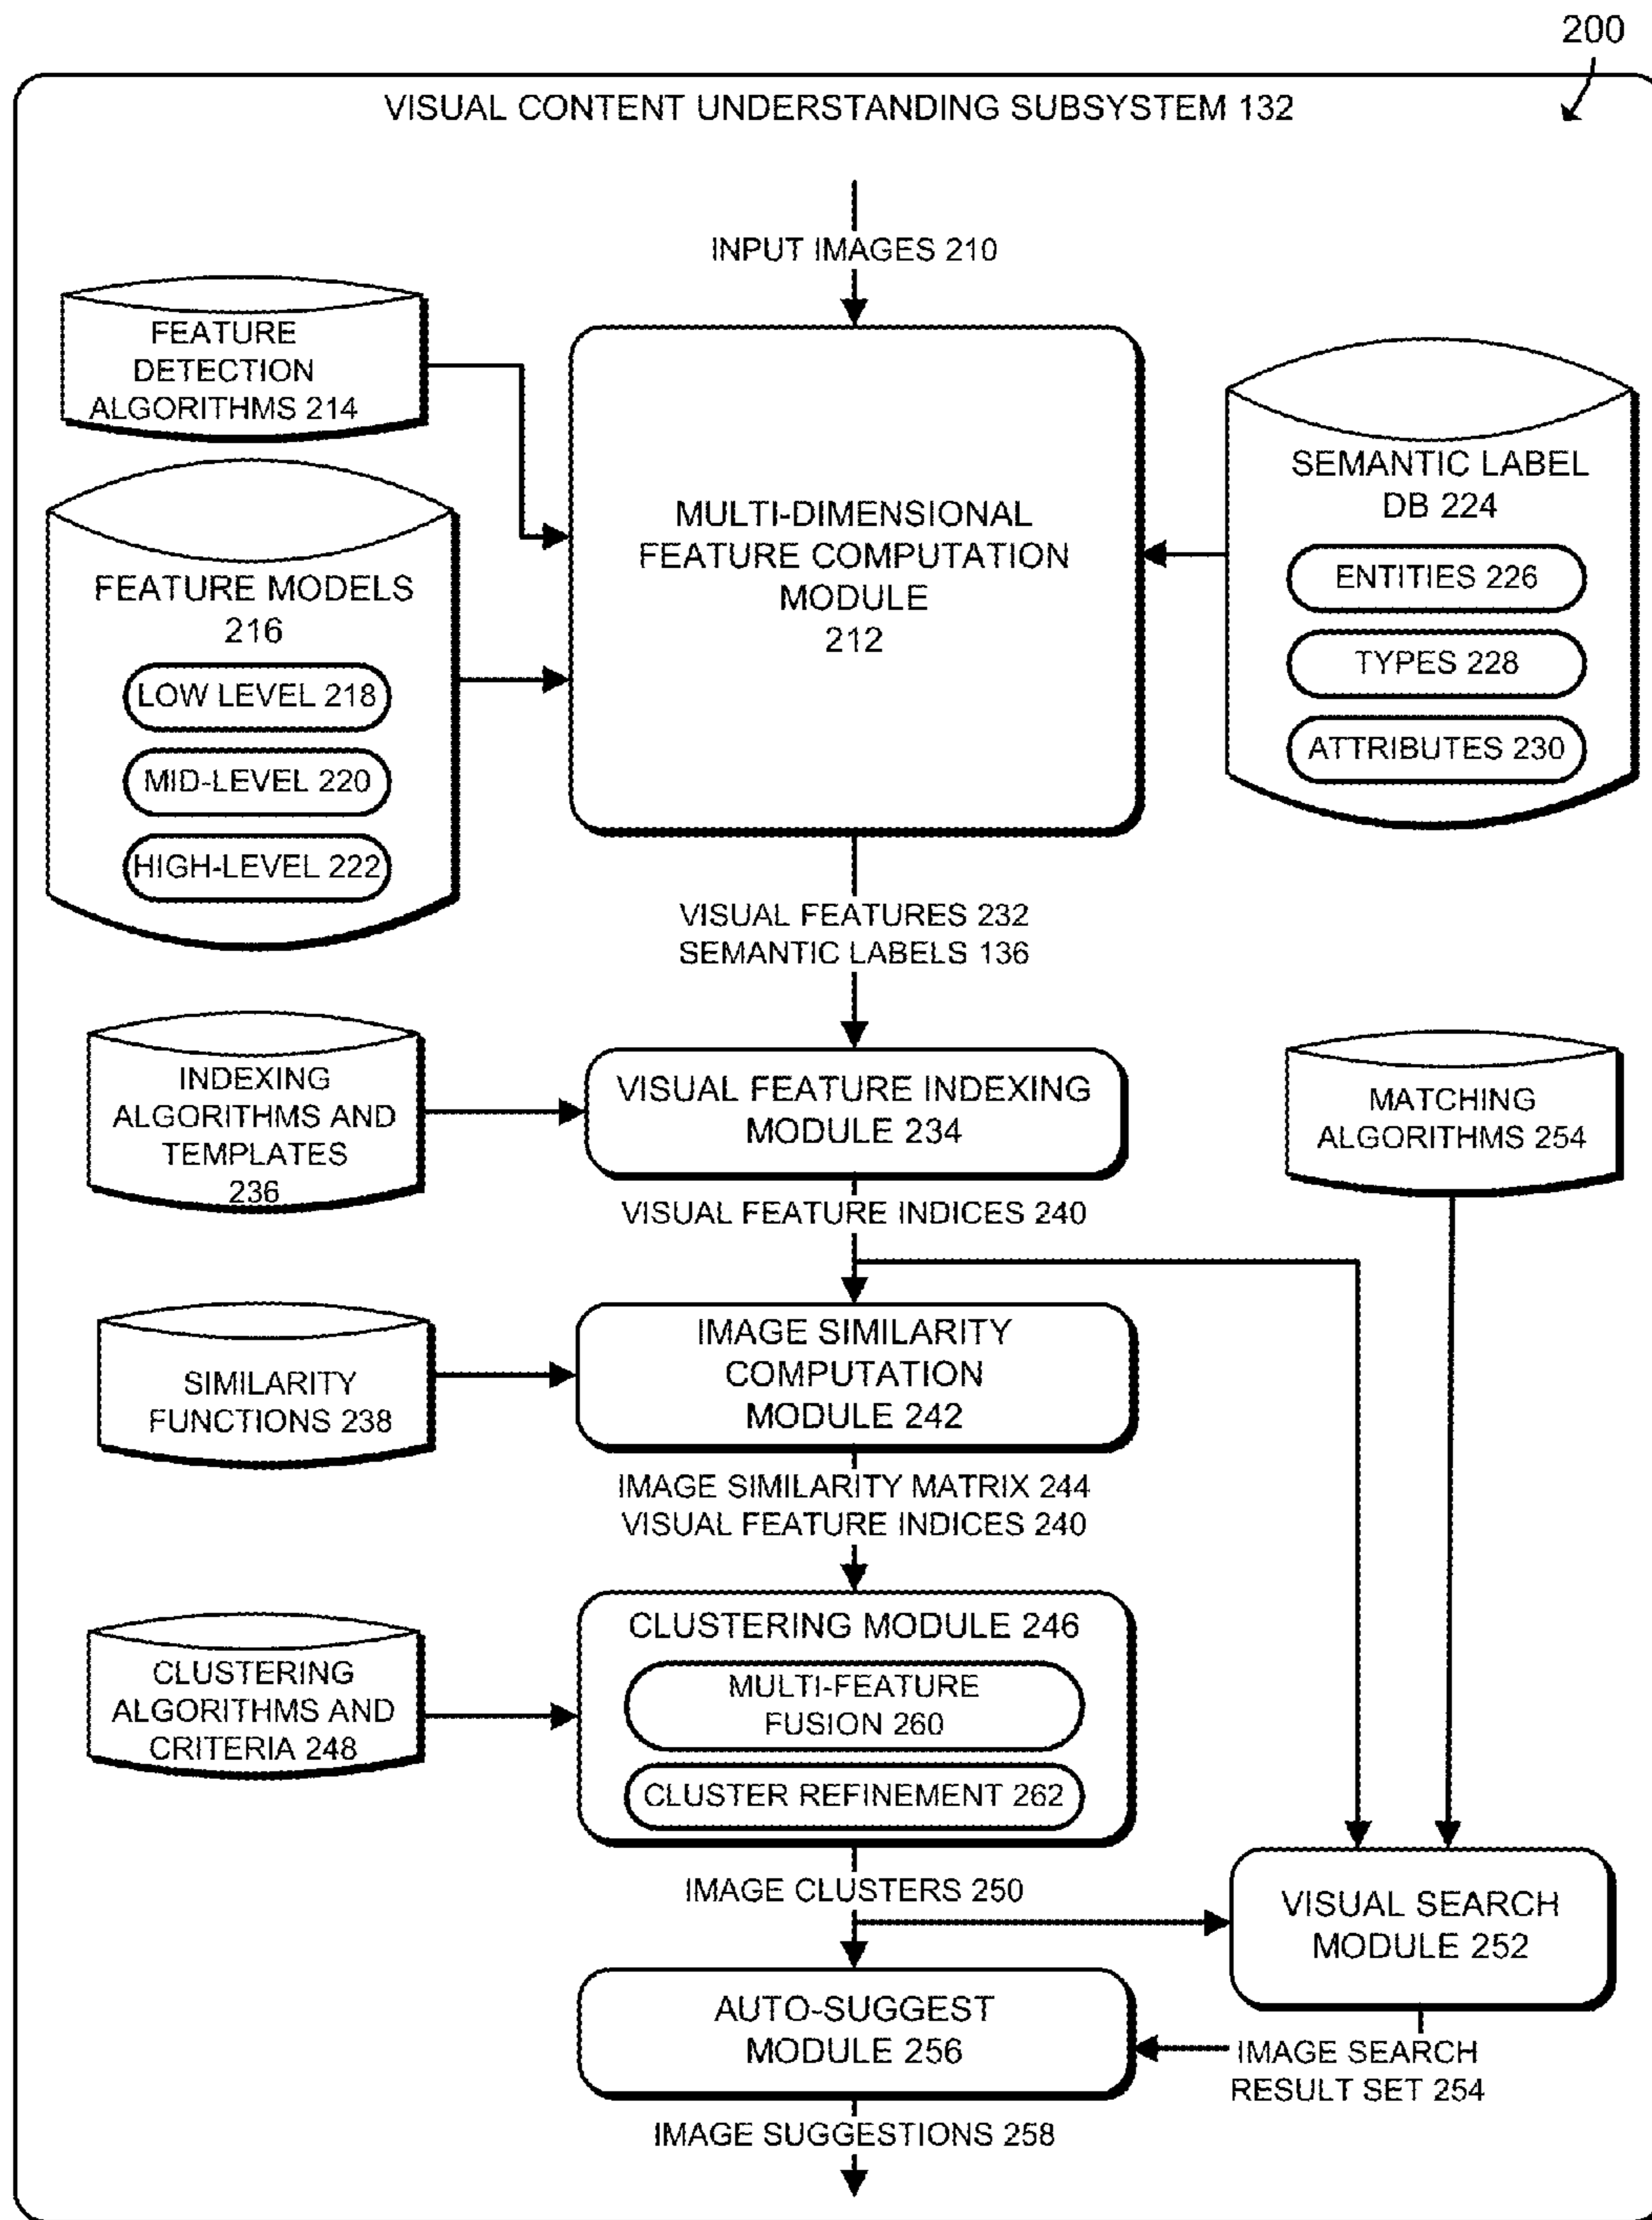 200
VISUAL CONTENT UNDERSTANDING SUBSYSTEM 132
INPUT IMAGES 210
FEATURE
DETECTION
ALGORITHMS 214
MULTI-DIMENSIONAL
FEATURE COMPUTATION
MODULE
212
SEMANTIC LABEL
DB 224
ENTITIES 226
TYPES 228
ATTRIBUTES 230
FEATURE MODELS
216
LOW LEVEL 218
MID-LEVEL 220
HIGH-LEVEL 222
VISUAL FEATURES 232
SEMANTIC LABELS 136
INDEXING
ALGORITHMS AND
TEMPLATES
236
VISUAL FEATURE INDEXING
MODULE 234
MATCHING
ALGORITHMS 254
VISUAL FEATURE INDICES 240
SIMILARITY
FUNCTIONS 238
IMAGE SIMILARITY
COMPUTATION
MODULE 242
IMAGE SIMILARITY MATRIX 244
VISUAL FEATURE INDICES 240
CLUSTERING
ALGORITHMS AND
CRITERIA 248
CLUSTERING MODULE 246
MULTI-FEATURE
FUSION 260
CLUSTER REFINEMENT 262
IMAGE CLUSTERS 250
VISUAL SEARCH
MODULE 252
AUTO-SUGGEST
MODULE 256
IMAGE SEARCH
RESULT SET 254
IMAGE SUGGESTIONS 258